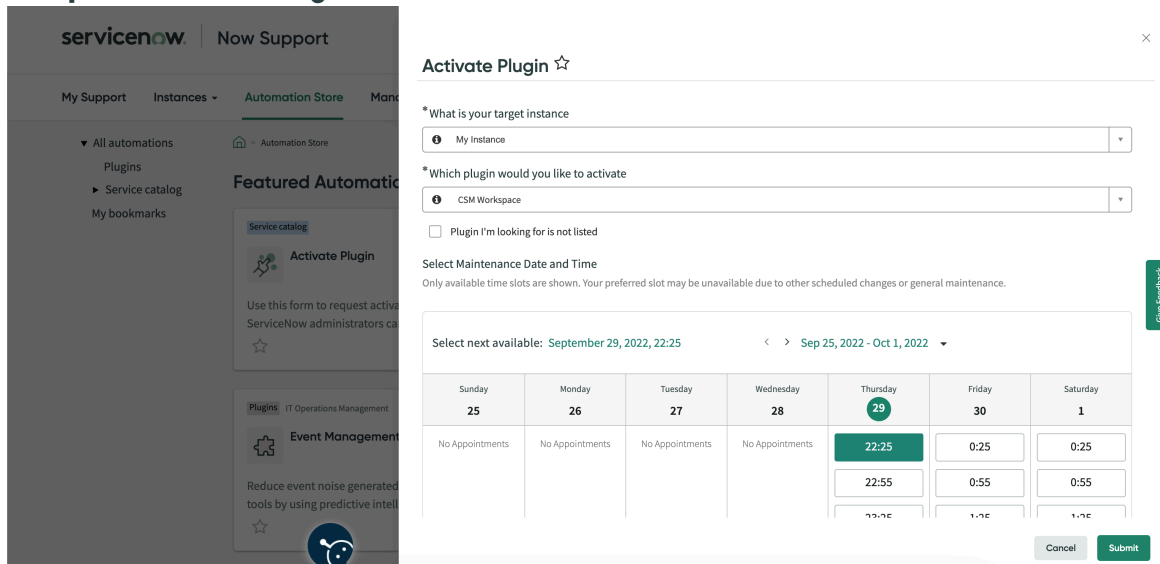 servicenow Now Support
My Support Instances Automation Store
All automations
Plugins
Service catalog
My bookmarks
Automation Store
Featured
Service catalog
Activate Plugin
Use this form to request
ServiceNow administrators
Plugins IT Operations Management
Event Management
Reduce event noise generated
tools by using predictive
Activate Plugin
*What is your target instance
My Instance
*Which plugin would you like to activate
CSM Workspace
Plugin I'm looking for is not listed
Select Maintenance Date and Time
Only available time slots are shown. Your preferred slot may be unavailable due to other scheduled changes or general maintenance.
Select next available: September 29, 2022, 22:25 < > Sep 25, 2022 - Oct 1, 2022
Sunday Monday Tuesday Wednesday Thursday Friday Saturday
25 26 27 28 29 30 1
No Appointments No Appointments No Appointments No Appointments 22:25 0:25 0:25
22:55 0:55 0:55
Cancel Submit
Give Feedback